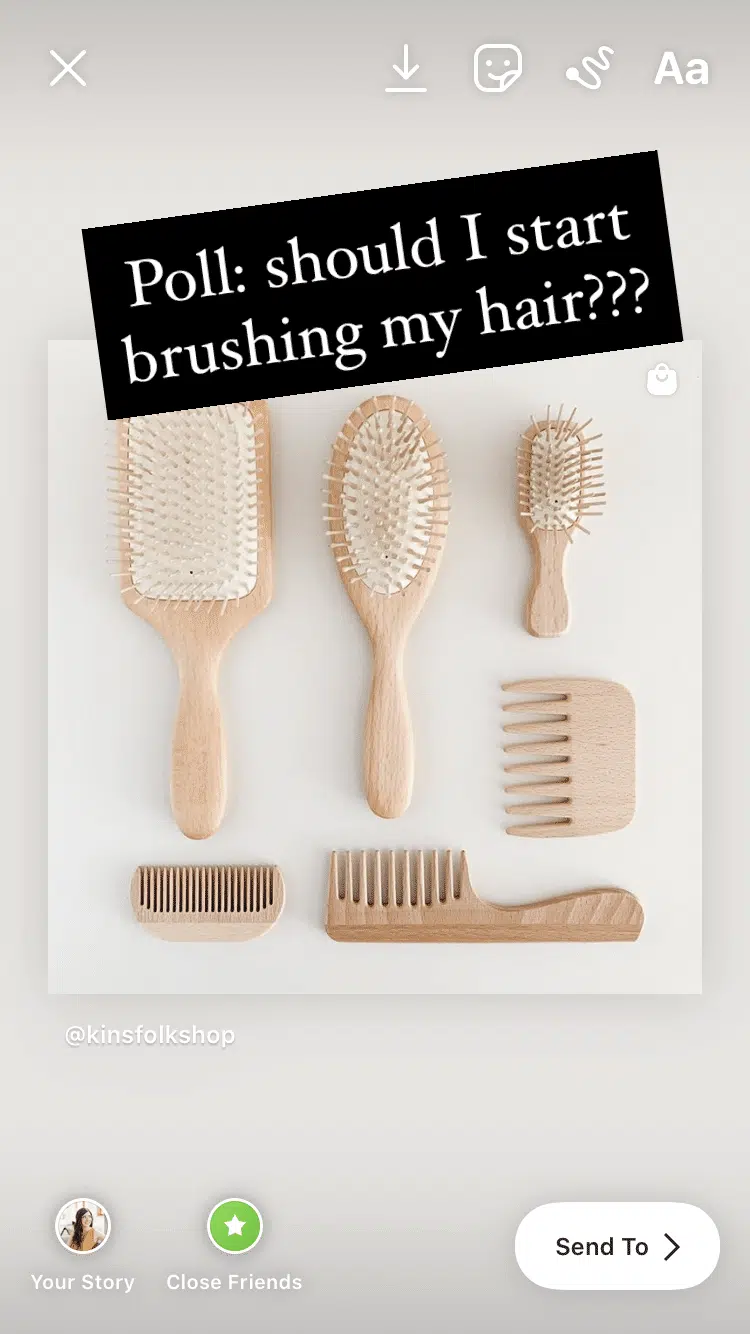 Aa
Poll: should I start
brushing my hair???
@kinsfolkshop
Your Story
Close Friends
Send To